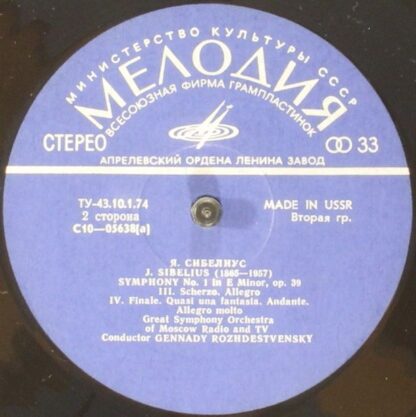 МИНИСТЕРСТВО КУЛЬТУРЫ СССР
МЕЛОДИЯ
ВСЕСОЮЗНАЯ ФИРМА ГРАМПЛАСТИНОК
СТЕРЕО
33
АПРЕЛЕВСКИЙ ОРДЕНА ЛЕНИНА ЗАВОД
ТУ-43.10.1.74
2 сторона
С10—05638(а)
MADE IN USSR
Вторая гр.
Я. СИБЕЛИУС
J. SIBELIUS (1865—1957)
SYMPHONY No. 1 in E Minor, op. 39
III. Scherzo. Allegro
IV. Finale. Quasi una fantasia. Andante.
Allegro molto
Great Symphony Orchestra
of Moscow Radio and TV
Conductor GENNADY ROZHDESTVENSKY